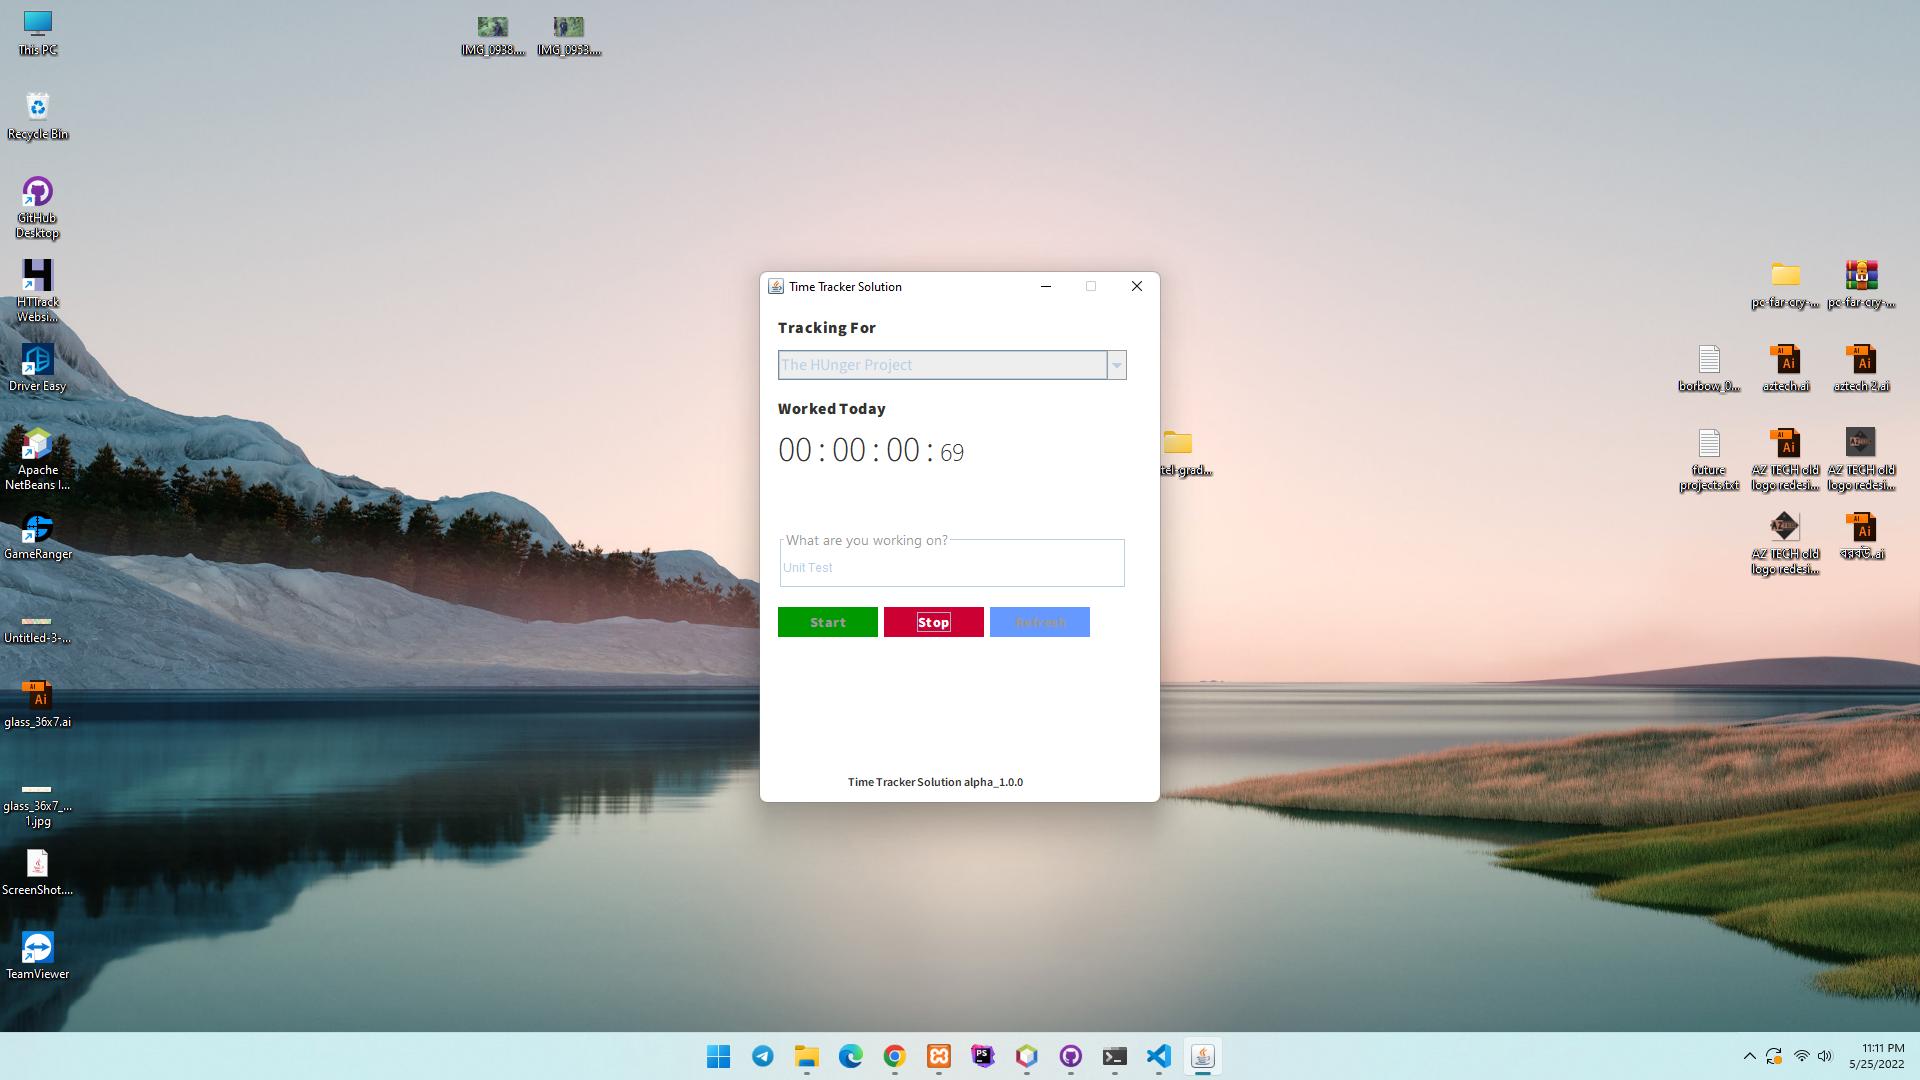 This PC
Recycle Bin
GitHub
Desktop
HTTrack
Websi...
Driver Easy
Apache
NetBeans I...
GameRanger
Untitled-3-...
glass_36x7.ai
glass_36x7_...
1.jpg
ScreenShot....
TeamViewer
IMG_0938....
IMG_0953....
Time Tracker Solution
Tracking For
The HUnger Project
Worked Today
00 : 00 : 00 : 69
What are you working on?
Unit Test
Start
Stop
Refresh
Time Tracker Solution alpha_1.0.0
tel-grad...
pc-far-cry-...
pc-far-cry-...
borbow_0...
aztech.ai
aztech 2.ai
future
projects.txt
AZ TECH old
logo redesi...
AZ TECH old
logo redesi...
AZ TECH old
logo redesi...
বরবউ..ai
11:11 PM
5/25/2022